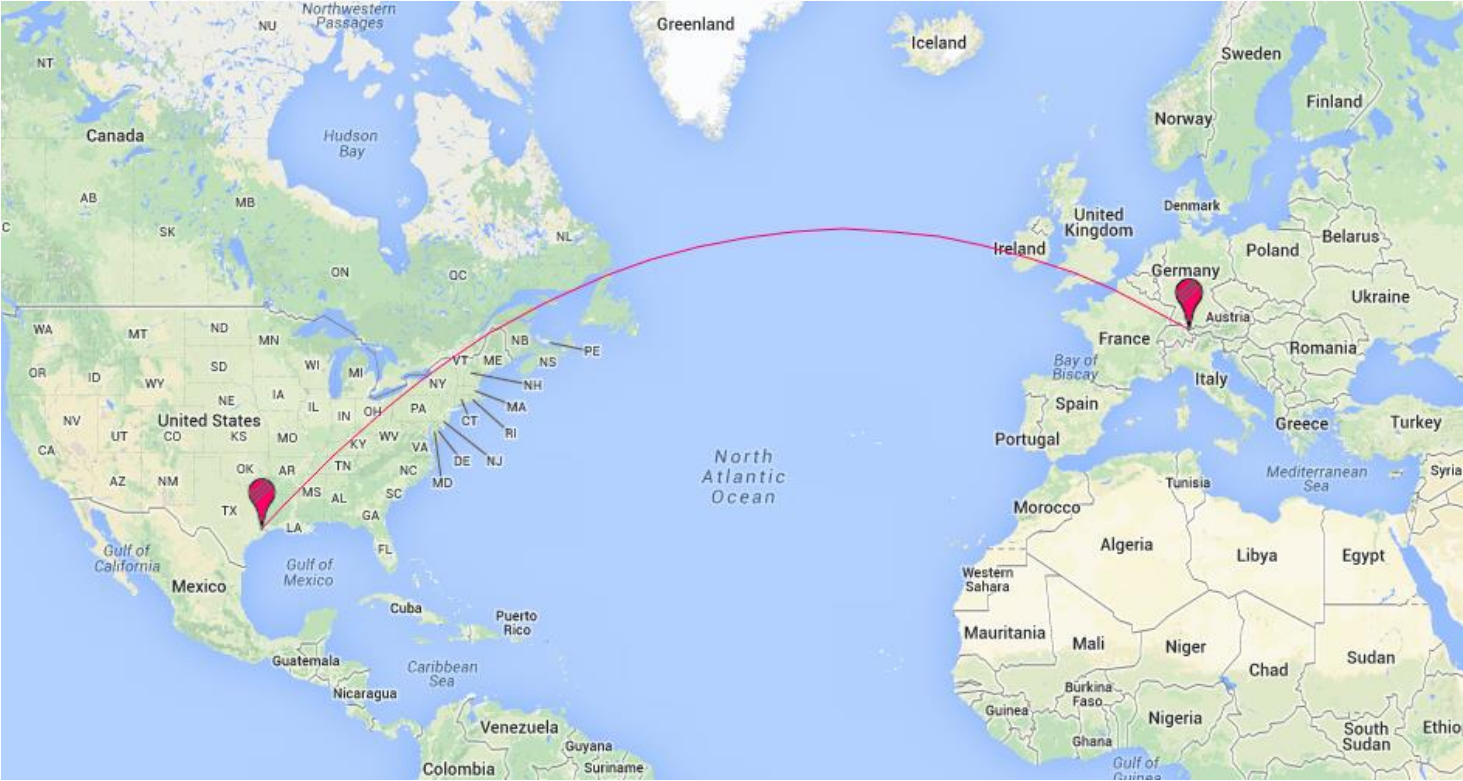 Northwestern
Passages
NU
Greenland
Iceland
NT
Sweden
Finland
Norway
Canada
Hudson
Bay
AB
MB
SK
C
NL
Denmark
United
Kingdom
Ireland
Belarus
Poland
ON
QC
Germany
Ukraine
WA
MT
ND
MN
NB
PE
NS
VT
ME
Austria
France
Romania
OR
ID
SD
WI
MI
WY
NY
NH
Bay of
Biscay
Italy
NE
IA
IL
IN
OH
PA
MA
CT
RI
United States
NV
UT
CO
KS
MO
KY
WV
VA
DE
NJ
MD
Spain
Portugal
Greece
Turkey
CA
AZ
NM
OK
AR
TN
NC
SC
MS
AL
GA
TX
LA
FL
North
Atlantic
Ocean
Mediterranean
Sea
Syria
Tunisia
Morocco
Algeria
Libya
Egypt
Gulf of
California
Gulf of
Mexico
Mexico
Western
Sahara
Cuba
Puerto
Rico
Mauritania
Mali
Niger
Chad
Sudan
Guatemala
Caribbean
Sea
Nicaragua
Burkina
Faso
Guinea
Nigeria
Venezuela
Guyana
Suriname
Colombia
Ghana
South
Sudan
Ethio
Gulf of
Guinea